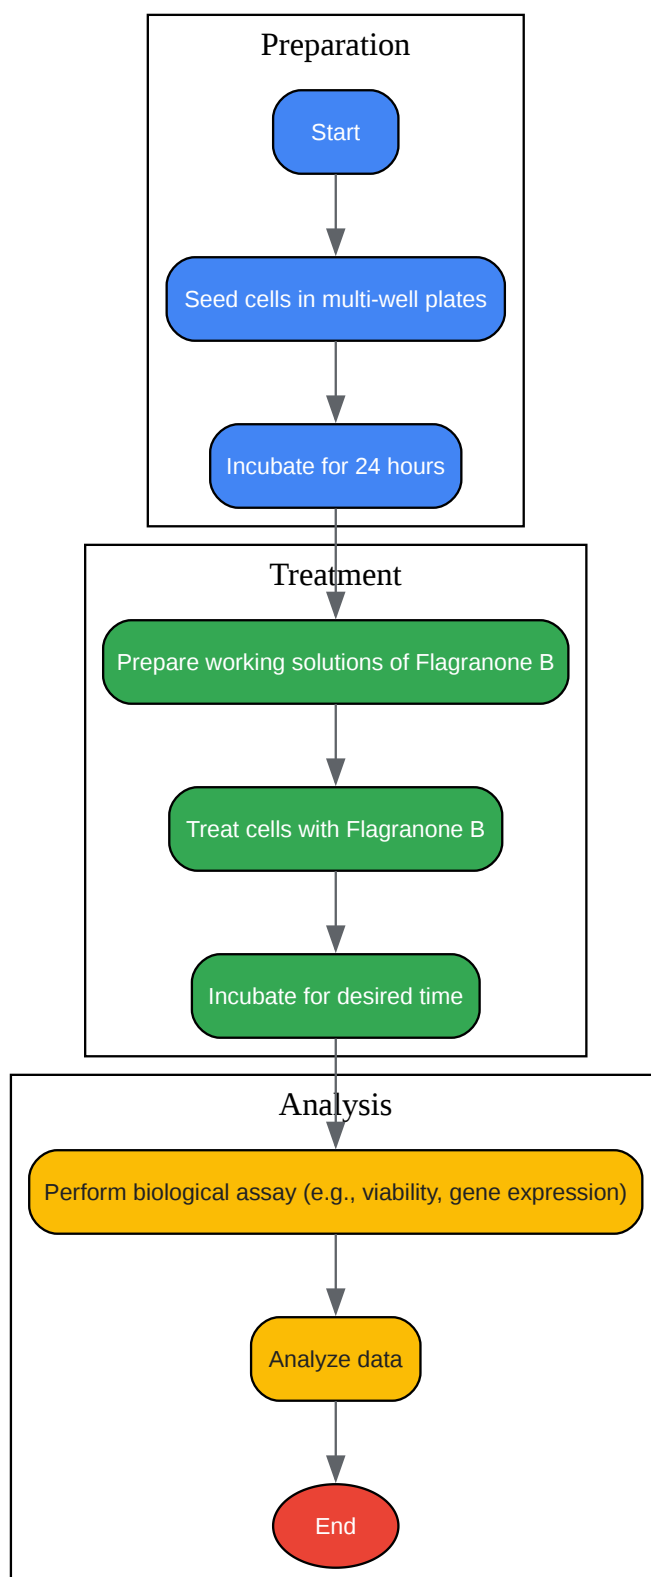 Preparation
Start
Seed cells in multi-well plates
Incubate for 24 hours
Treatment
Prepare working solutions of Flagranone B
Treat cells with Flagranone B
Incubate for desired time
Analysis
Perform biological assay (e.g., viability, gene expression)
Analyze data
End